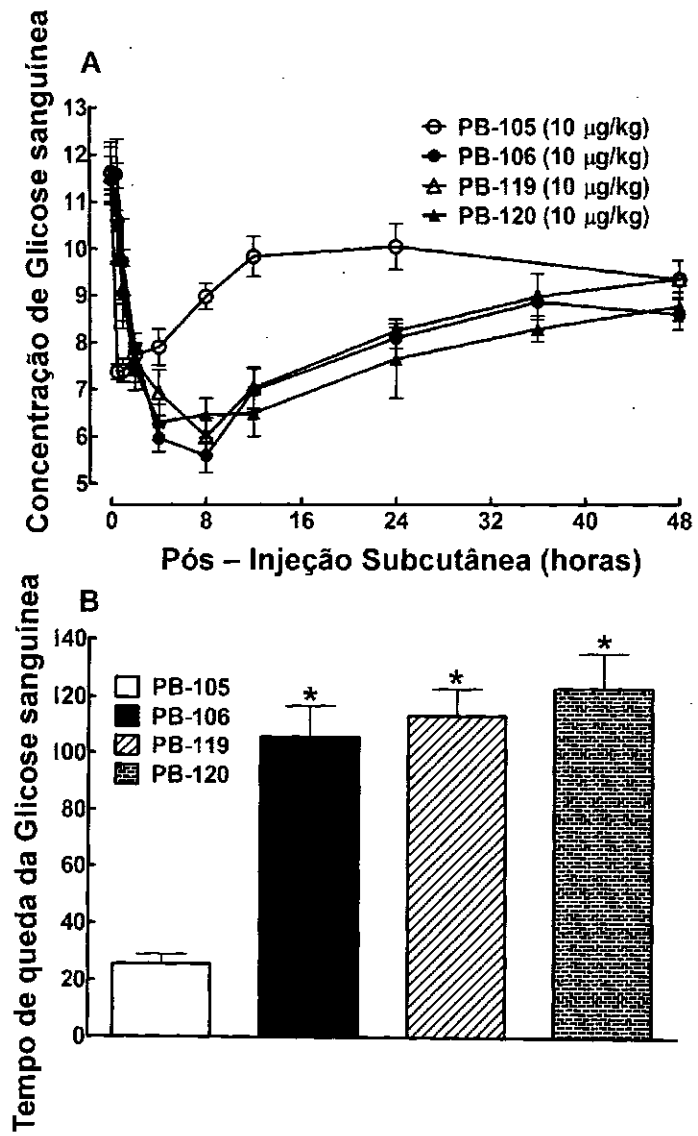 A
Concentração de Glicose sanguínea
13
12
11
10
9
8
7
6
5
PB-105 (10 µg/kg)
PB-106 (10 µg/kg)
PB-119 (10 µg/kg)
PB-120 (10 µg/kg)
0 8 16 24 32 40 48
Pós – Injeção Subcutânea (horas)
B
Tempo de queda da Glicose sanguínea
140
120
100
80
60
40
20
0
PB-105
PB-106
PB-119
PB-120
* * *